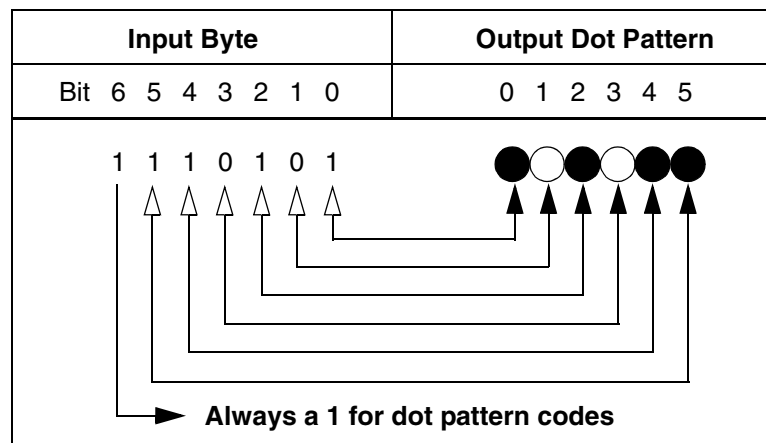 Input Byte Output Dot Pattern
Bit 6 5 4 3 2 1 0 0 1 2 3 4 5
1 1 1 0 1 0 1
Always a 1 for dot pattern codes